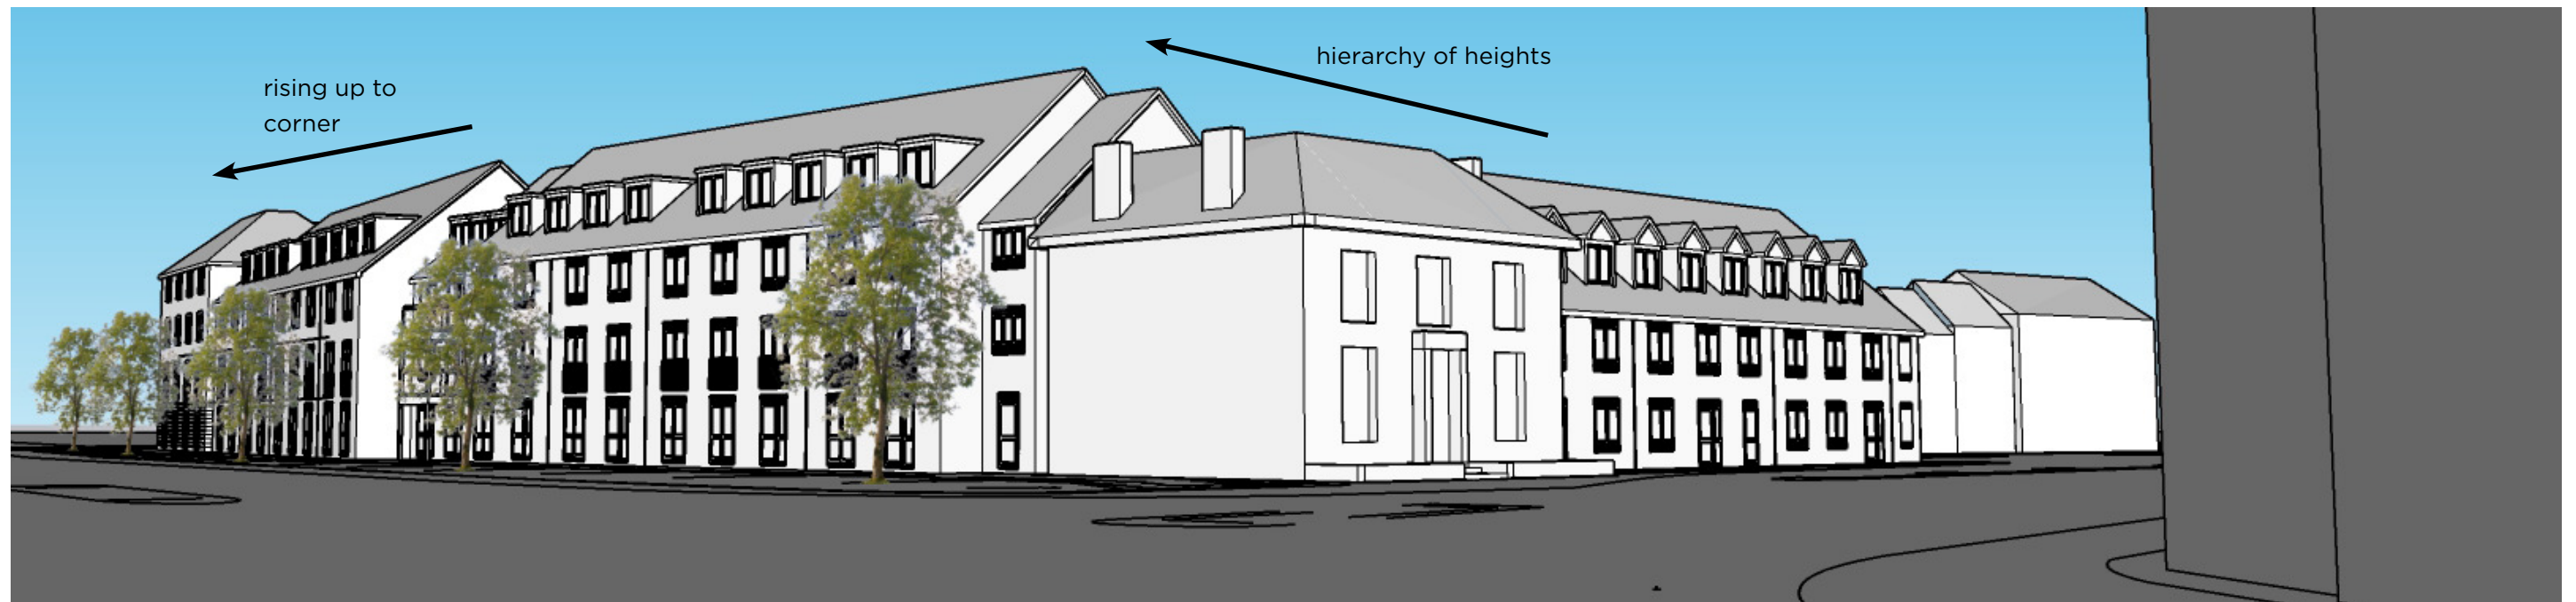 rising up to
corner
hierarchy of heights